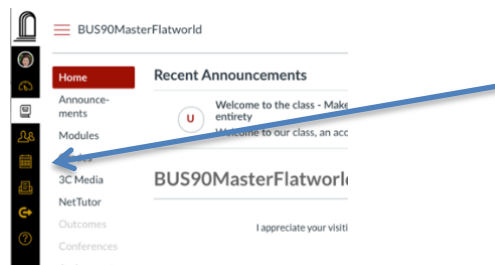 BUS90MasterFlatworld
Home
Recent Announcements
Announce-
ments
Welcome to the class - Make
entirety
U
Welcome to our class, an acc
Modules
3C Media
BUS90MasterFlatworl
NetTutor
Outcomes
I appreciate your visiti
Conferences